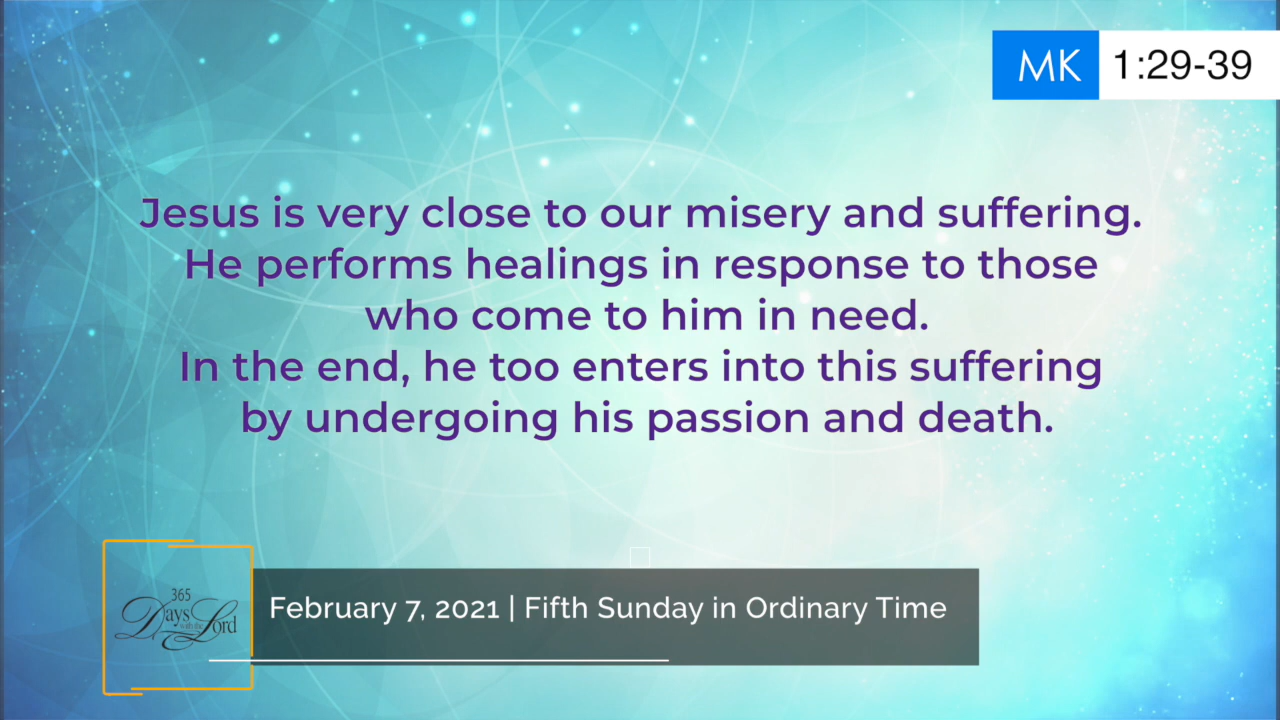 MK 1:29-39
Jesus is very close to our misery and suffering.
He performs healings in response to those
who come to him in need.
In the end, he too enters into this suffering
by undergoing his passion and death.
365
Days with the Lord
February 7, 2021 | Fifth Sunday in Ordinary Time